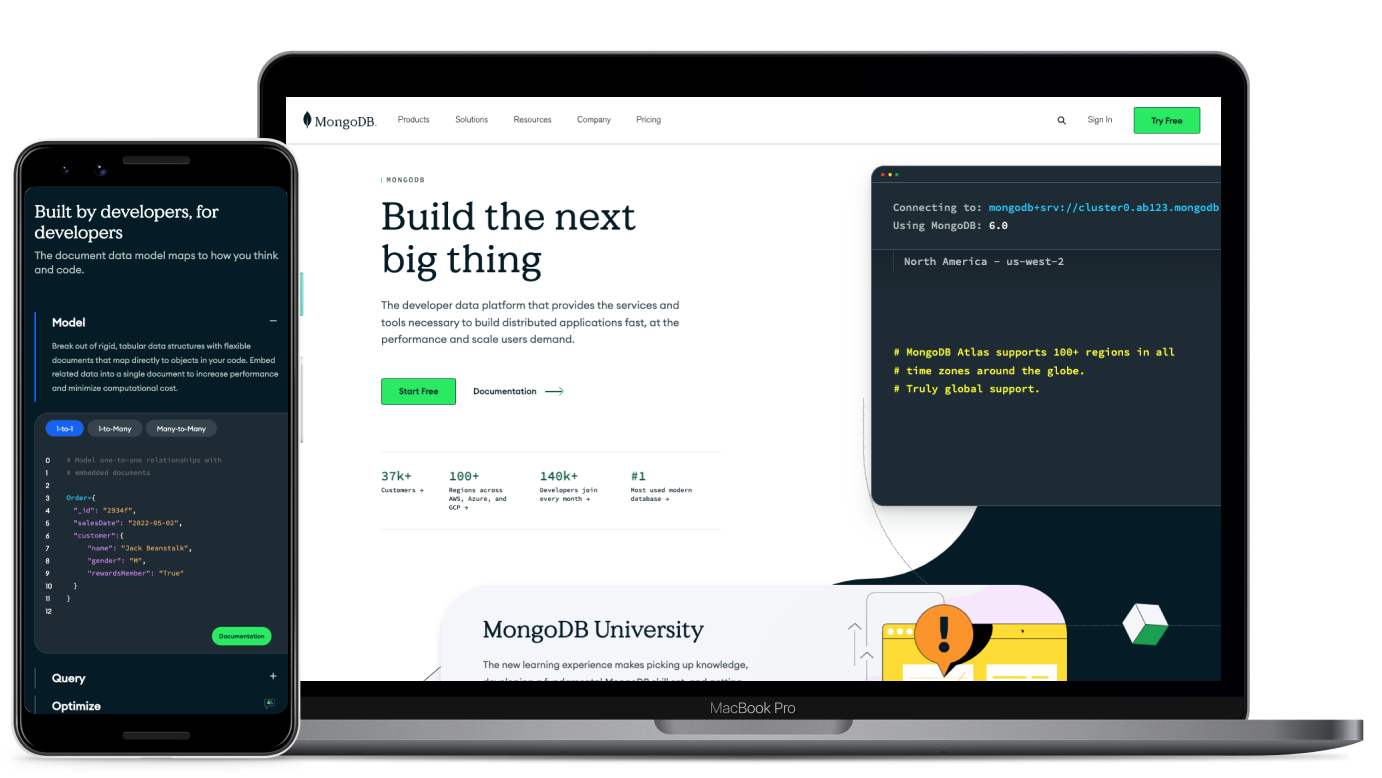 MongoDB.
Products
Solutions
Resources
Company
Pricing
Sign In
Try Free
| MONGODB
Build the next
big thing
The developer data platform that provides the services and
tools necessary to build distributed applications fast, at the
performance and scale users demand.
Start Free
Documentation
37k+
Customers →
100+
Regions across
AWS, Azure, and
GCP →
140k+
Developers join
every month →
#1
Most used modern
database →
Connecting to: mongodb+srv://cluster0.ab123.mongodb
Using MongoDB: 6.0
North America - us-west-2
# MongoDB Atlas supports 100+ regions in all
# time zones around the globe.
# Truly global support.
MongoDB University
The new learning experience makes picking up knowledge,
developing a fundamental MongoDB skill set, and getting
MacBook Pro
Built by developers, for
developers
The document data model maps to how you think
and code.
Model
Break out of rigid, tabular data structures with flexible
documents that map directly to objects in your code. Embed
related data into a single document to increase performance
and minimize computational cost.
1-to-1
1-to-Many
Many-to-Many
0 # Model one-to-one relationships with
1 # embedded documents
2
3 Order={
4 "_id": "2934f",
5 "salesDate": "2022-05-02",
6 "customer":{
7 "name": "Jack Beanstalk",
8 "gender": "M",
9 "rewardsMember": "True"
10 }
11 }
12
Documentation
Query +
Optimize